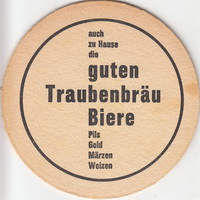 auch
zu Hause
die
guten
Traubenbräu
Biere
Pils
Gold
Märzen
Weizen